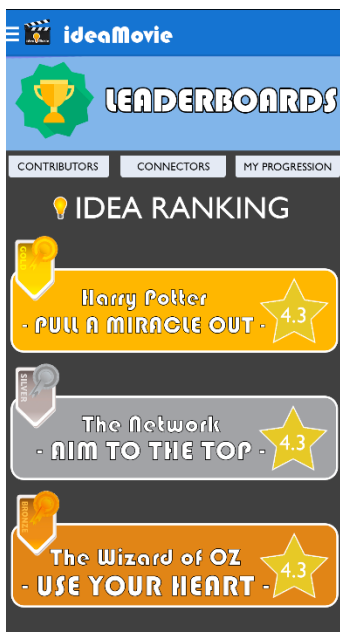 ideaMovie
LEADERBOARDS
CONTRIBUTORS CONNECTORS MY PROGRESSION
IDEA RANKING
GOLD
Harry Potter
- PULL A MIRACLE OUT -
4.3
SILVER
The Network
- AIM TO THE TOP -
4.3
BRONZE
The Wizard of OZ
- USE YOUR HEART -
4.3